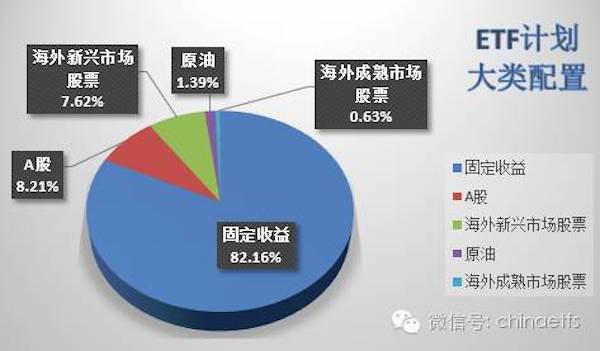 ETF计划
大类配置
海外新兴市场
股票
7.62%
原油
1.39%
海外成熟市场
股票
0.63%
A股
8.21%
固定收益
82.16%
固定收益
A股
海外新兴市场股票
原油
海外成熟市场股票
微信号: chinaetfs